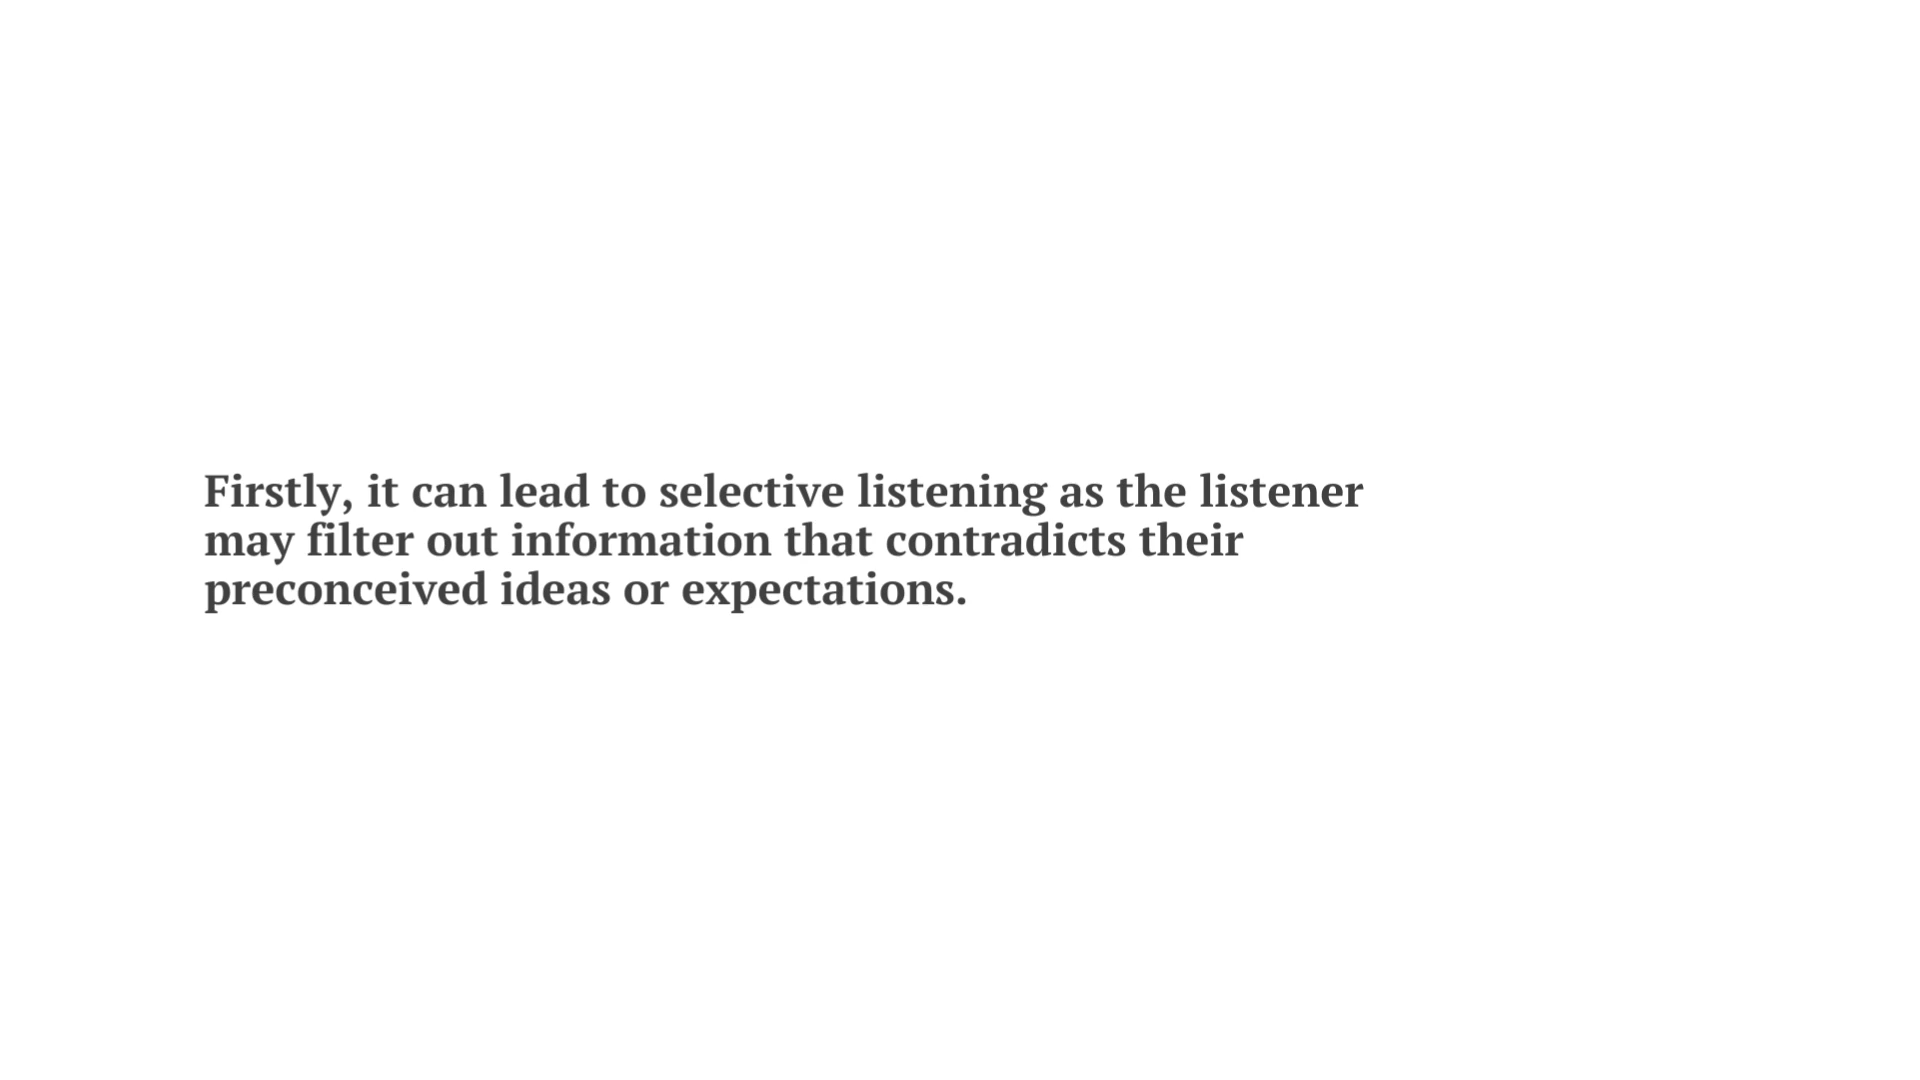 Firstly, it can lead to selective listening as the listener
may filter out information that contradicts their
preconceived ideas or expectations.